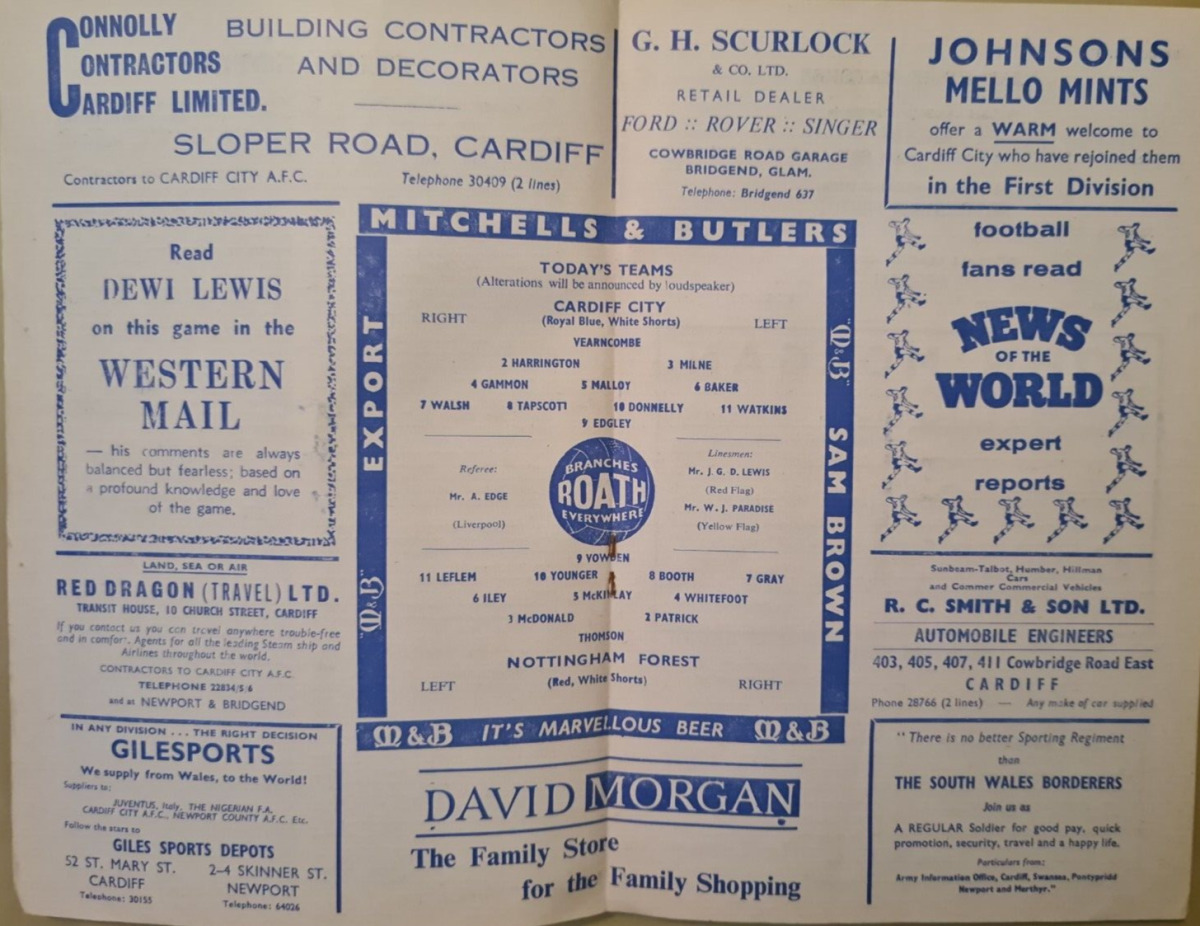 CONNOLLY
CONTRACTORS
CARDIFF LIMITED.
BUILDING CONTRACTORS
AND DECORATORS
SLOPER ROAD, CARDIFF
Contractors to CARDIFF CITY A.F.C.
Telephone 30409 (2 lines)
G. H. SCURLOCK
& CO. LTD.
RETAIL DEALER
FORD :: ROVER :: SINGER
COWBRIDGE ROAD GARAGE
BRIDGEND, GLAM.
Telephone: Bridgend 637
JOHNSONS
MELLO MINTS
offer a WARM welcome to
Cardiff City who have rejoined them
in the First Division
Read
DEWI LEWIS
on this game in the
WESTERN
MAIL
— his comments are always
balanced but fearless; based on
a profound knowledge and love
of the game.
MITCHELLS & BUTLERS
EXPORT
"M&B"
"M&B"
SAM BROWN
TODAY'S TEAMS
(Alterations will be announced by loudspeaker)
CARDIFF CITY
RIGHT (Royal Blue, White Shorts) LEFT
VEARNCOMBE
2 HARRINGTON 3 MILNE
4 GAMMON 5 MALLOY 6 BAKER
7 WALSH 8 TAPSCOTT 10 DONNELLY 11 WATKINS
9 EDGLEY
Referee:
Mr. A. EDGE
(Liverpool)
BRANCHES
ROATH
EVERYWHERE
Linesmen:
Mr. J. G. D. LEWIS
(Red Flag)
Mr. W. J. PARADISE
(Yellow Flag)
9 VOWDEN
11 LEFLEM 10 YOUNGER 8 BOOTH 7 GRAY
6 ILEY 5 McKINLAY 4 WHITEFOOT
3 McDONALD 2 PATRICK
THOMSON
NOTTINGHAM FOREST
LEFT (Red, White Shorts) RIGHT
M&B IT'S MARVELLOUS BEER M&B
football
fans read
NEWS
OF THE
WORLD
expert
reports
LAND, SEA OR AIR
RED DRAGON (TRAVEL) LTD.
TRANSIT HOUSE, 10 CHURCH STREET, CARDIFF
If you contact us you can travel anywhere trouble-free
and in comfort. Agents for all the leading Steam ship and
Airlines throughout the world.
CONTRACTORS TO CARDIFF CITY A.F.C.
TELEPHONE 22834/5/6
and at NEWPORT & BRIDGEND
Sunbeam-Talbot, Humber, Hillman
Cars
and Commer Commercial Vehicles
R. C. SMITH & SON LTD.
AUTOMOBILE ENGINEERS
403, 405, 407, 411 Cowbridge Road East
CARDIFF
Phone 28766 (2 lines) — Any make of car supplied
IN ANY DIVISION . . . THE RIGHT DECISION
GILESPORTS
We supply from Wales, to the World!
Suppliers to:
JUVENTUS, Italy, THE NIGERIAN F.A.
CARDIFF CITY A.F.C., NEWPORT COUNTY A.F.C. Etc.
Follow the stars to
GILES SPORTS DEPOTS
52 ST. MARY ST.
CARDIFF
Telephone: 30155
2-4 SKINNER ST.
NEWPORT
Telephone: 64026
DAVID MORGAN
The Family Store
for the Family Shopping
"There is no better Sporting Regiment
than
THE SOUTH WALES BORDERERS
Join us as
A REGULAR Soldier for good pay, quick
promotion, security, travel and a happy life.
Particulars from:
Army Information Office, Cardiff, Swansea, Pontypridd
Newport and Merthyr."